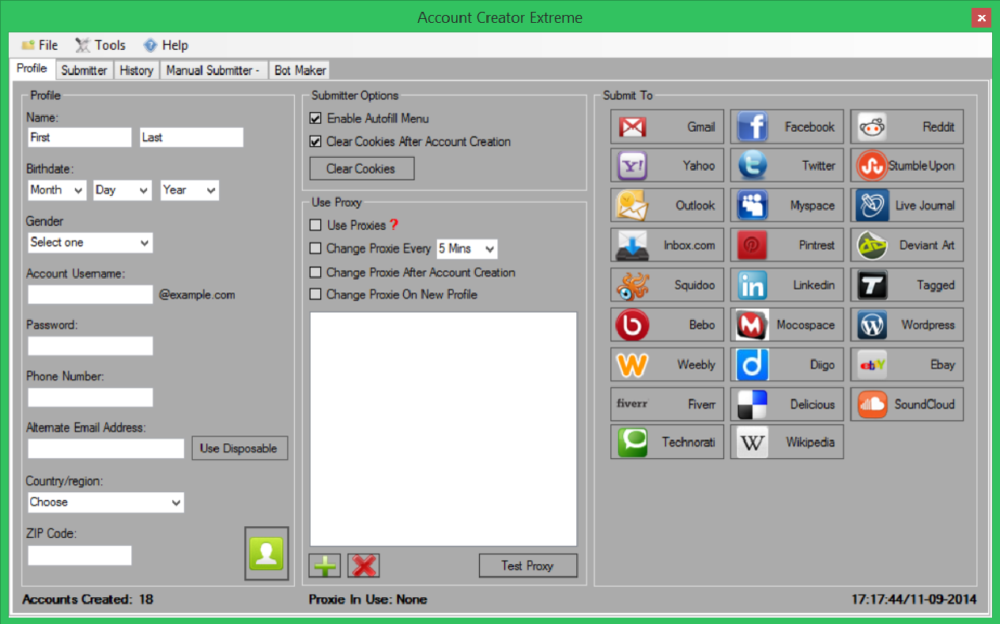 Account Creator Extreme
File Tools Help
Profile Submitter History Manual Submitter - Bot Maker
Profile
Name:
First Last
Birthdate:
Month Day Year
Gender
Select one
Account Username:
@example.com
Password:
Phone Number:
Alternate Email Address:
Use Disposable
Country/region:
Choose
ZIP Code:
Submitter Options
Enable Autofill Menu
Clear Cookies After Account Creation
Clear Cookies
Use Proxy
Use Proxies ?
Change Proxie Every 5 Mins
Change Proxie After Account Creation
Change Proxie On New Profile
Test Proxy
Submit To
Gmail f Facebook Reddit
Y! Yahoo Twitter StumbleUpon
Outlook Myspace Live Journal
Inbox.com Pintrest Deviant Art
Squidoo in Linkedin T Tagged
b Bebo M Mocospace W Wordpress
W Weebly d Diigo ebY Ebay
fiverr Fiverr Delicious SoundCloud
Technorati W Wikipedia
Accounts Created: 18 Proxie In Use: None 17:17:44/11-09-2014